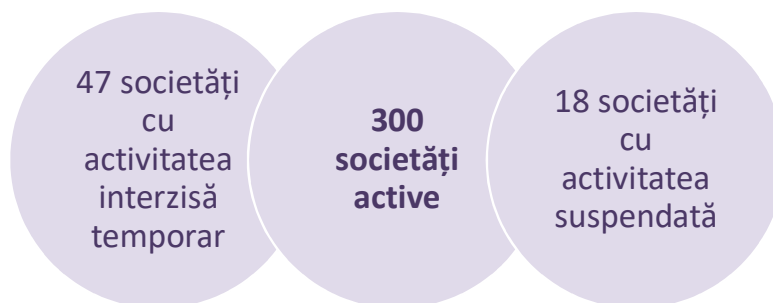 47 societăți
cu
activitatea
interzisă
temporar
300
societăți
active
18 societăți
cu
activitatea
suspendată